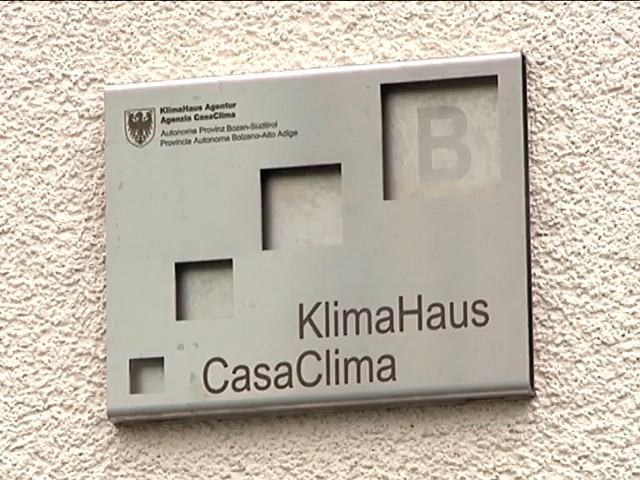 KlimaHaus Agentur
Agenzia CasaClima
Autonome Provinz Bozen-Südtirol
Provincia Autonoma Bolzano-Alto Adige
B
KlimaHaus
CasaClima